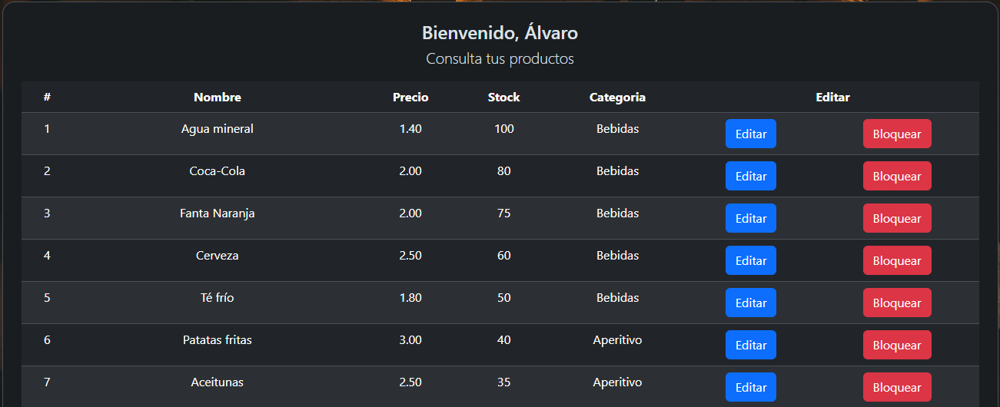 Bienvenido, Álvaro
Consulta tus productos
# Nombre Precio Stock Categoria Editar
1 Agua mineral 1.40 100 Bebidas Editar Bloquear
2 Coca-Cola 2.00 80 Bebidas Editar Bloquear
3 Fanta Naranja 2.00 75 Bebidas Editar Bloquear
4 Cerveza 2.50 60 Bebidas Editar Bloquear
5 Té frío 1.80 50 Bebidas Editar Bloquear
6 Patatas fritas 3.00 40 Aperitivo Editar Bloquear
7 Aceitunas 2.50 35 Aperitivo Editar Bloquear